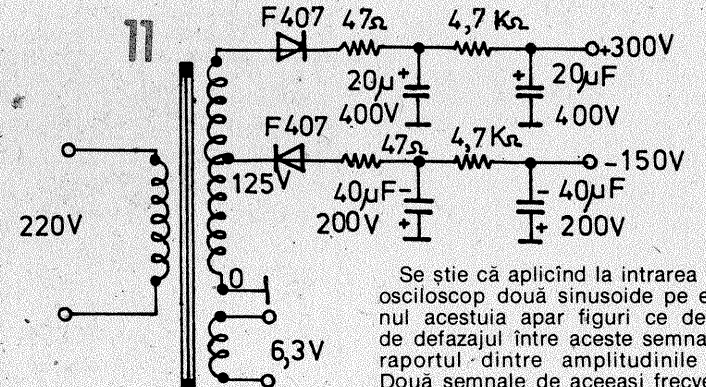 11
F407 47Ω 4,7 KΩ
+300V
20µ + + 20µF
400V 400V
F407 47Ω 4,7KΩ
-150V
125V
40µF - - 40µF
200V + + 200V
220V
0
6,3V
Se știe că aplicînd la intrarea
osciloscop două sinusoide pe
nul acestuia apar figuri ce
de defazajul între aceste
raportul dintre amplitudinile
Două semnale de aceeași